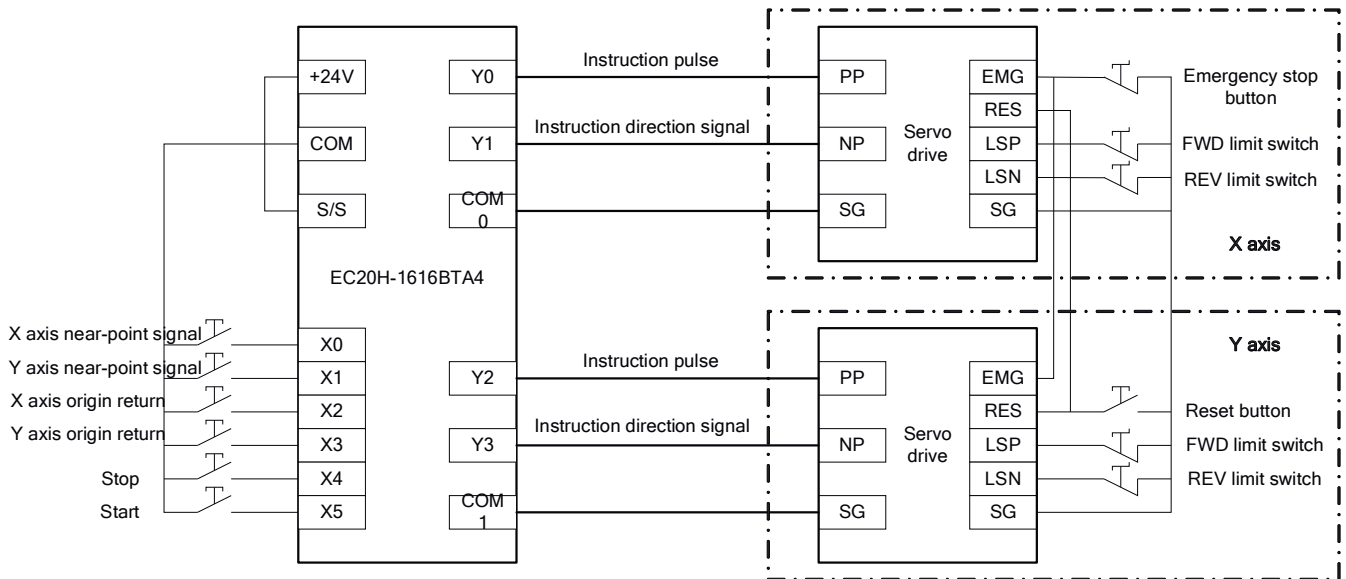 +24V
COM
S/S
EC20H-1616BTA4
X axis near-point signal
Y axis near-point signal
X axis origin return
Y axis origin return
Stop
Start
X0
X1
X2
X3
X4
X5
Y0
Y1
COM
0
Y2
Y3
COM
1
Instruction pulse
Instruction direction signal
Instruction pulse
Instruction direction signal
PP
NP
SG
Servo
drive
EMG
RES
LSP
LSN
SG
Emergency stop
button
FWD limit switch
REV limit switch
X axis
PP
NP
SG
Servo
drive
EMG
RES
LSP
LSN
SG
Y axis
Reset button
FWD limit switch
REV limit switch